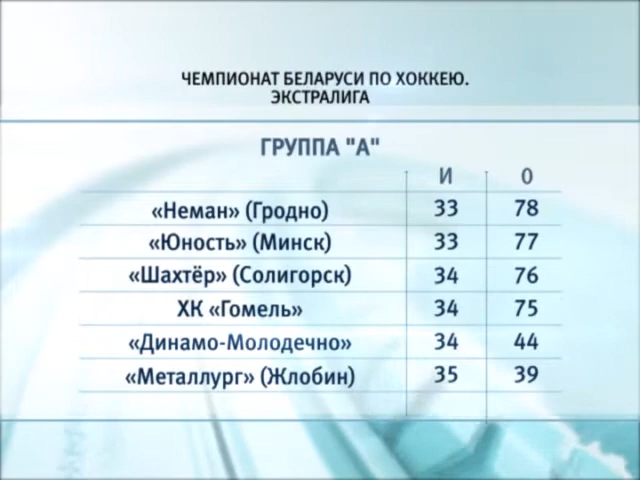 ЧЕМПИОНАТ БЕЛАРУСИ ПО ХОККЕЮ.
ЭКСТРАЛИГА
ГРУППА "А"
И О
«Неман» (Гродно) 33 78
«Юность» (Минск) 33 77
«Шахтёр» (Солигорск) 34 76
ХК «Гомель» 34 75
«Динамо-Молодечно» 34 44
«Металлург» (Жлобин) 35 39